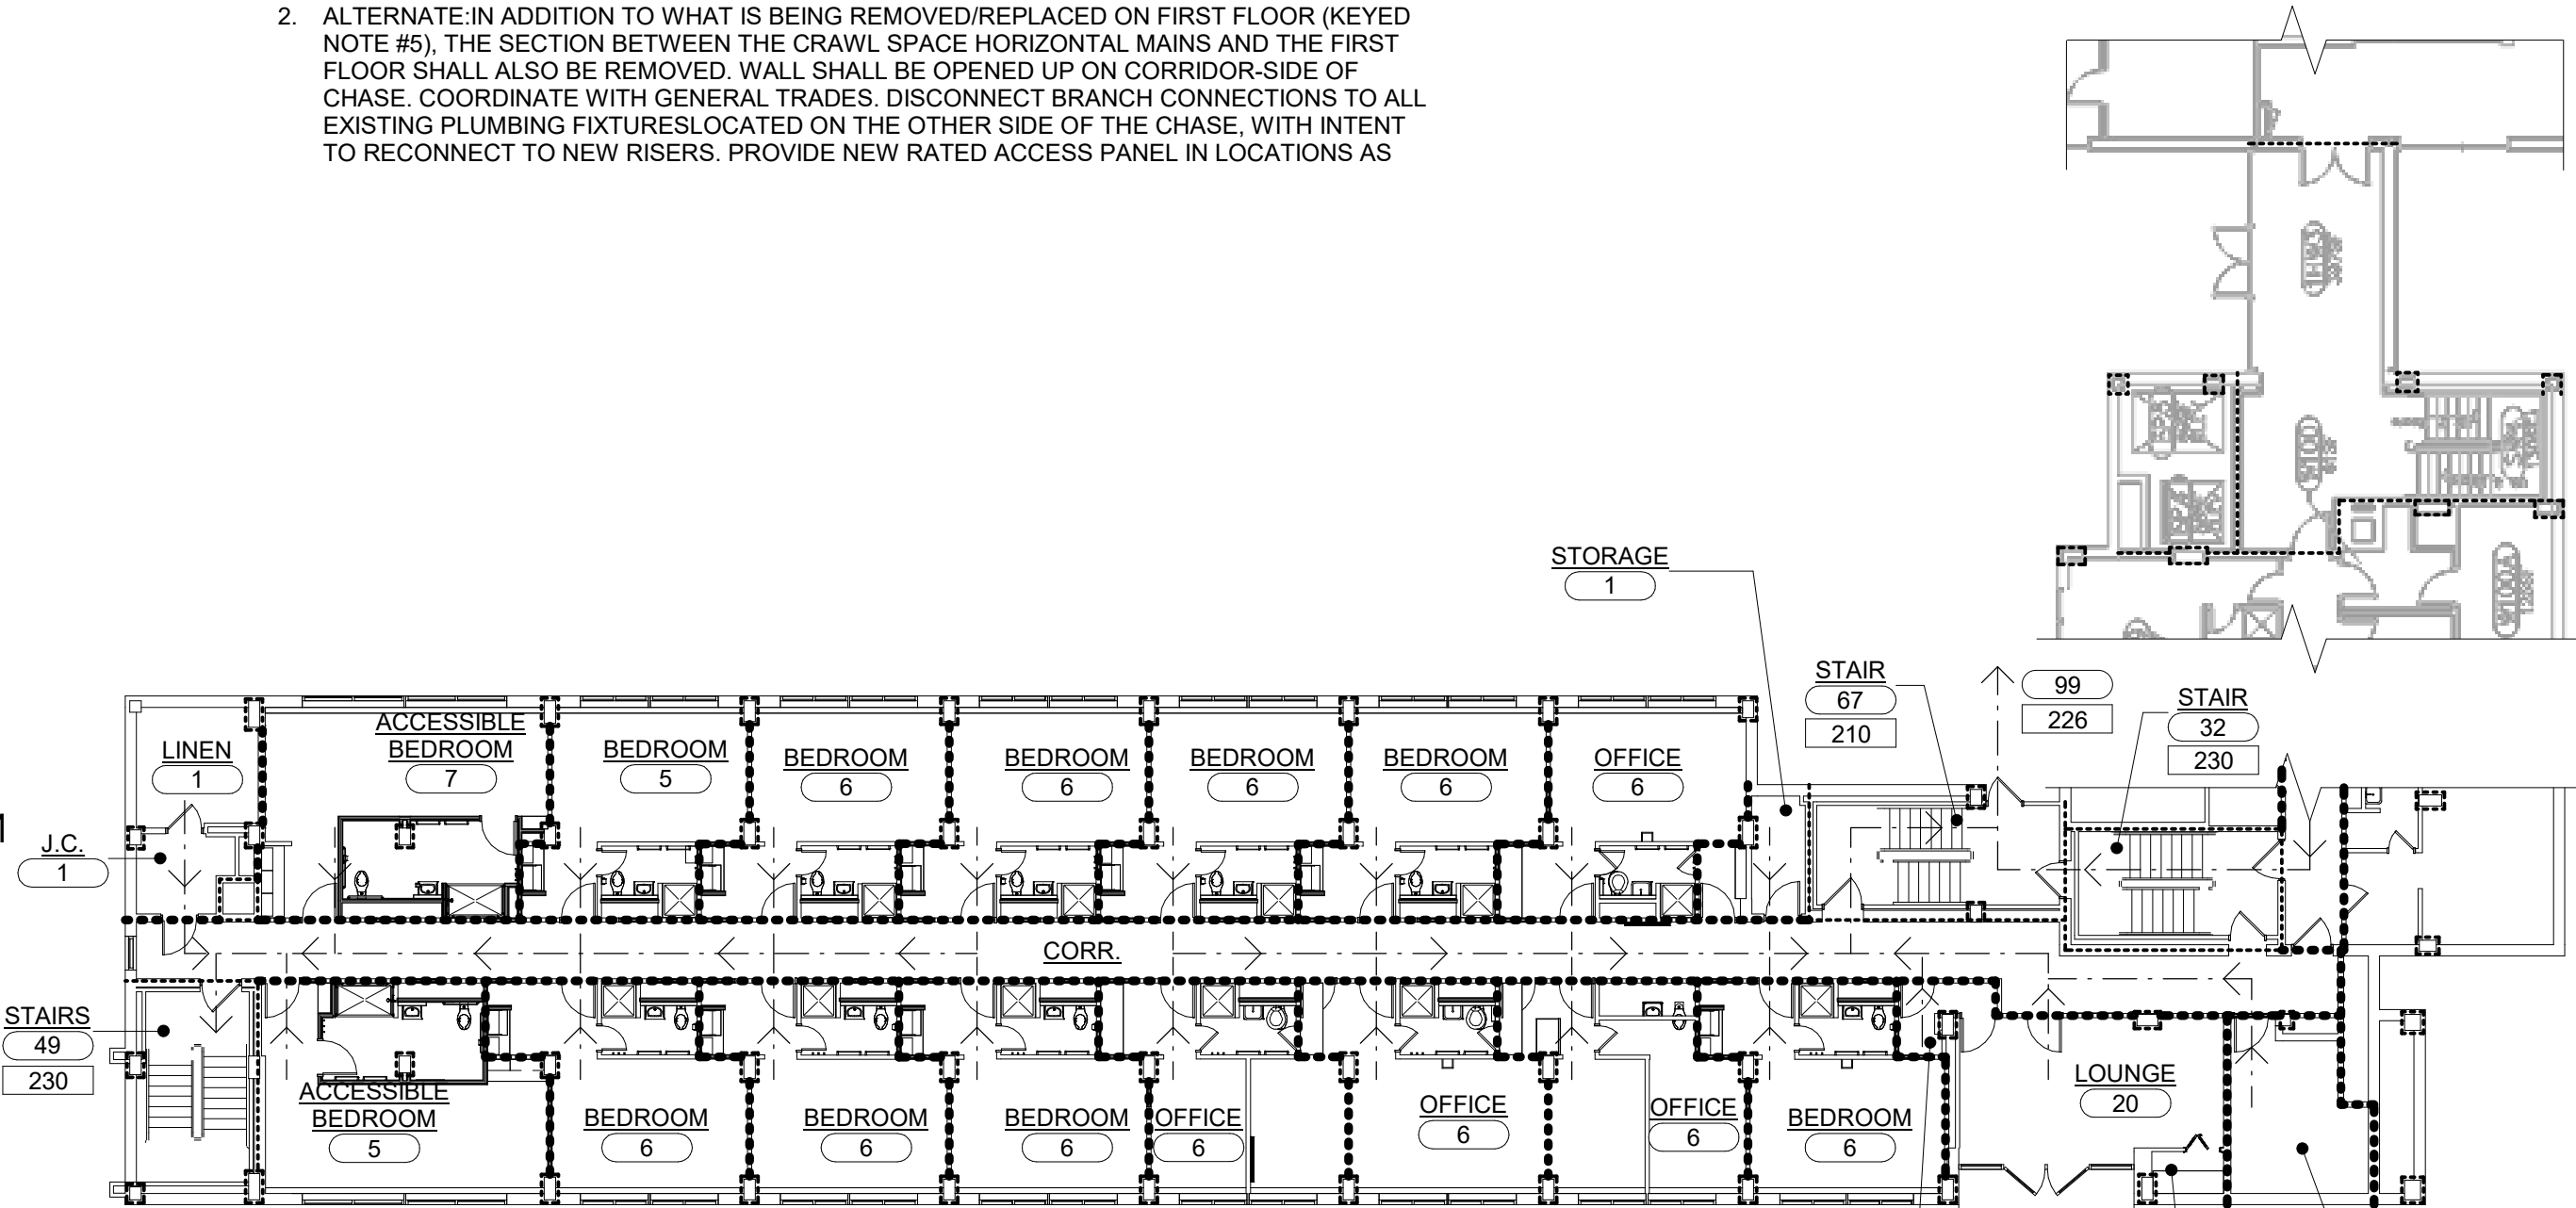 2. ALTERNATE:IN ADDITION TO WHAT IS BEING REMOVED/REPLACED ON FIRST FLOOR (KEYED
NOTE #5), THE SECTION BETWEEN THE CRAWL SPACE HORIZONTAL MAINS AND THE FIRST
FLOOR SHALL ALSO BE REMOVED. WALL SHALL BE OPENED UP ON CORRIDOR-SIDE OF
CHASE. COORDINATE WITH GENERAL TRADES. DISCONNECT BRANCH CONNECTIONS TO ALL
EXISTING PLUMBING FIXTURESLOCATED ON THE OTHER SIDE OF THE CHASE, WITH INTENT
TO RECONNECT TO NEW RISERS. PROVIDE NEW RATED ACCESS PANEL IN LOCATIONS AS
STORAGE
1
STAIR
67
210
99
226
STAIR
32
230
LINEN
1
ACCESSIBLE
BEDROOM
7
BEDROOM
5
BEDROOM
6
BEDROOM
6
BEDROOM
6
BEDROOM
6
OFFICE
6
J.C.
1
CORR.
STAIRS
49
230
ACCESSIBLE
BEDROOM
5
BEDROOM
6
BEDROOM
6
BEDROOM
6
OFFICE
6
OFFICE
6
OFFICE
6
BEDROOM
6
LOUNGE
20